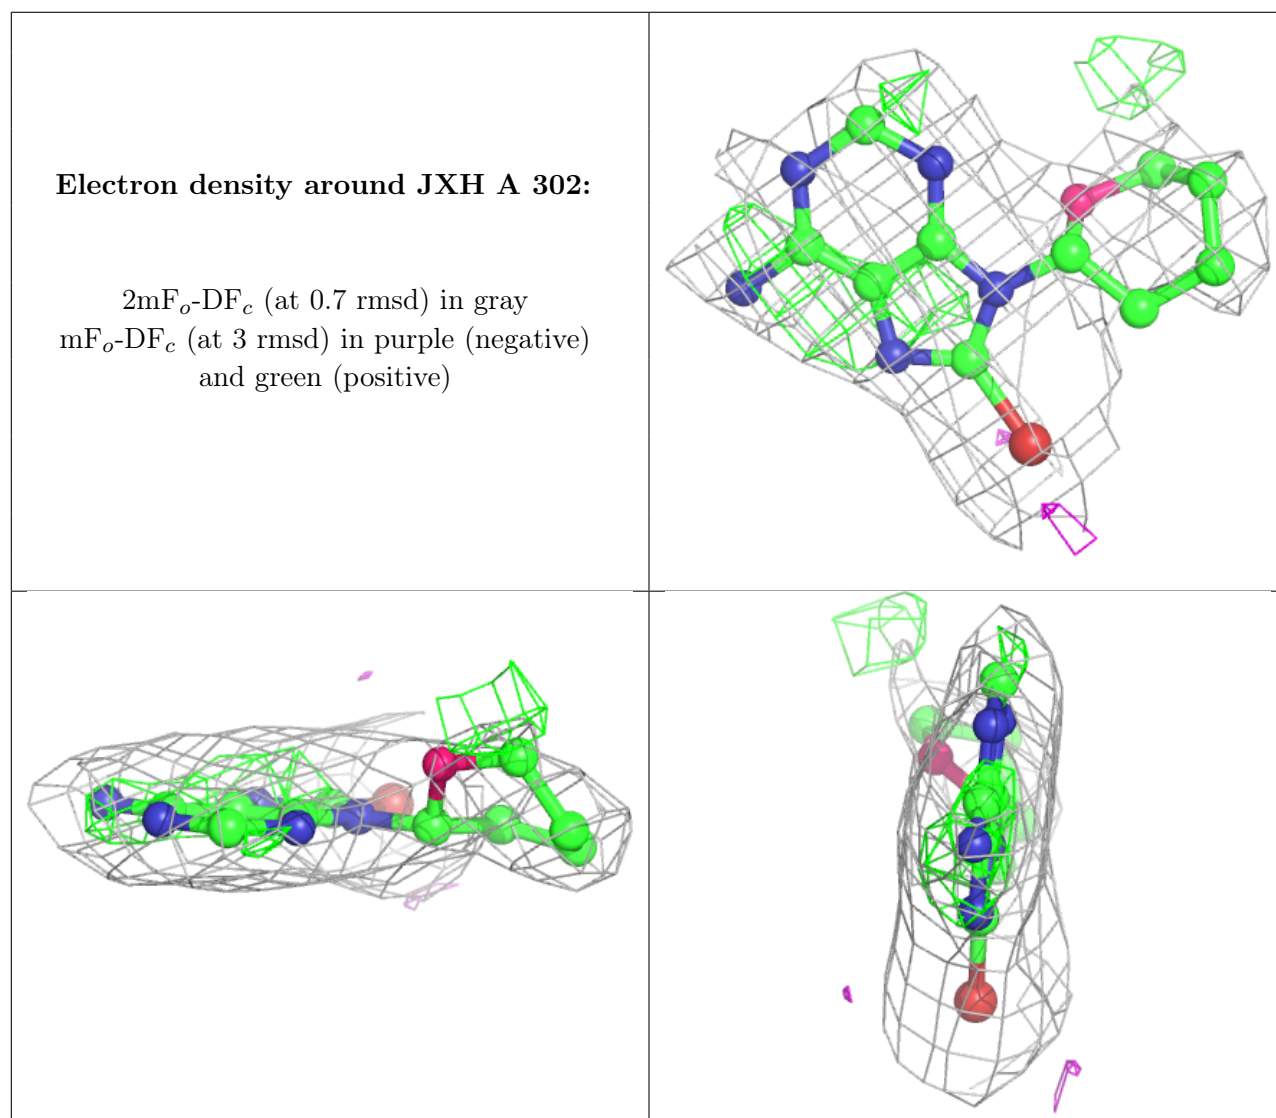 Electron density around JXH A 302:
2mFₒ-DF𝒸 (at 0.7 rmsd) in gray
mFₒ-DF𝒸 (at 3 rmsd) in purple (negative)
and green (positive)